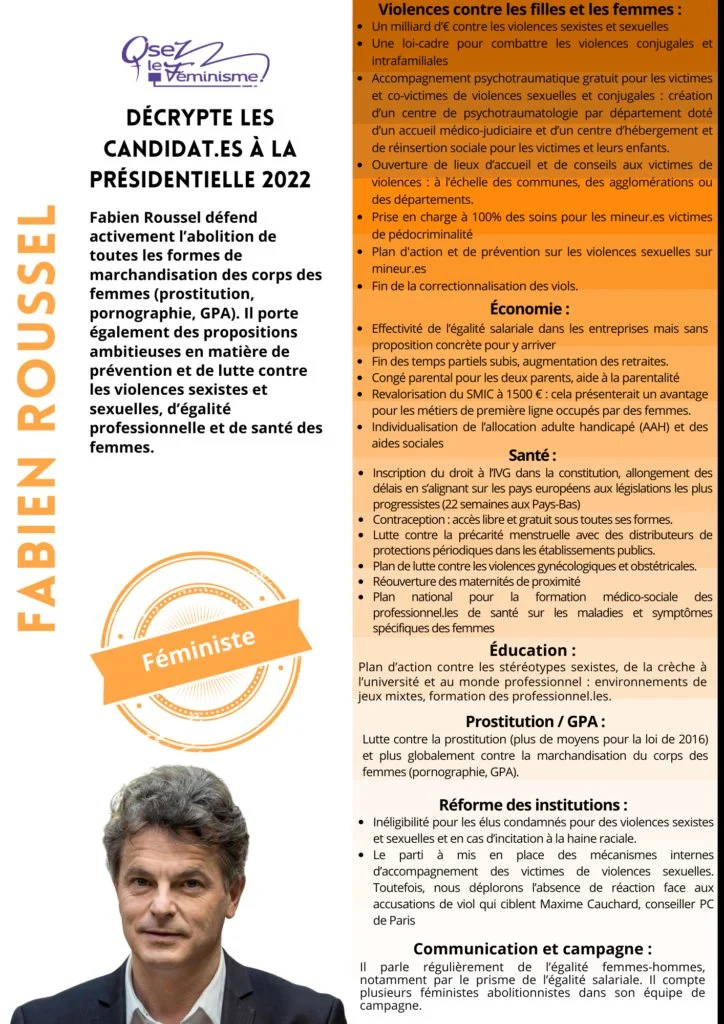 Osez
le Féminisme!
DÉCRYPTE LES
CANDIDAT.ES À LA
PRÉSIDENTIELLE 2022
Fabien Roussel défend
activement l'abolition de
toutes les formes de
marchandisation des corps des
femmes (prostitution,
pornographie, GPA). Il porte
également des propositions
ambitieuses en matière de
prévention et de lutte contre
les violences sexistes et
sexuelles, d'égalité
professionnelle et de santé des
femmes.
FABIEN ROUSSEL
Féministe
Violences contre les filles et les femmes :
• Un milliard d'€ contre les violences sexistes et sexuelles
• Une loi-cadre pour combattre les violences conjugales et
intrafamiliales
• Accompagnement psychotraumatique gratuit pour les victimes
et co-victimes de violences sexuelles et conjugales : création
d'un centre de psychotraumatologie par département doté
d'un accueil médico-judiciaire et d'un centre d'hébergement et
de réinsertion sociale pour les victimes et leurs enfants.
• Ouverture de lieux d'accueil et de conseils aux victimes de
violences : à l'échelle des communes, des agglomérations ou
des départements.
• Prise en charge à 100% des soins pour les mineur.es victimes
de pédocriminalité
• Plan d'action et de prévention sur les violences sexuelles sur
mineur.es
• Fin de la correctionnalisation des viols.
Économie :
• Effectivité de l'égalité salariale dans les entreprises mais sans
proposition concrète pour y arriver
• Fin des temps partiels subis, augmentation des retraites.
• Congé parental pour les deux parents, aide à la parentalité
• Revalorisation du SMIC à 1500 € : cela présenterait un avantage
pour les métiers de première ligne occupés par des femmes.
• Individualisation de l'allocation adulte handicapé (AAH) et des
aides sociales
Santé :
• Inscription du droit à l'IVG dans la constitution, allongement des
délais en s'alignant sur les pays européens aux législations les plus
progressistes (22 semaines aux Pays-Bas)
• Contraception : accès libre et gratuit sous toutes ses formes.
• Lutte contre la précarité menstruelle avec des distributeurs de
protections périodiques dans les établissements publics.
• Plan de lutte contre les violences gynécologiques et obstétricales.
• Réouverture des maternités de proximité
• Plan national pour la formation médico-sociale des
professionnel.les de santé sur les maladies et symptômes
spécifiques des femmes
Éducation :
Plan d'action contre les stéréotypes sexistes, de la crèche à
l'université et au monde professionnel : environnements de
jeux mixtes, formation des professionnel.les.
Prostitution / GPA :
Lutte contre la prostitution (plus de moyens pour la loi de 2016)
et plus globalement contre la marchandisation du corps des
femmes (pornographie, GPA).
Réforme des institutions :
• Inéligibilité pour les élus condamnés pour des violences sexistes
et sexuelles et en cas d'incitation à la haine raciale.
• Le parti à mis en place des mécanismes internes
d'accompagnement des victimes de violences sexuelles.
Toutefois, nous déplorons l'absence de réaction face aux
accusations de viol qui ciblent Maxime Cauchard, conseiller PC
de Paris
Communication et campagne :
Il parle régulièrement de l'égalité femmes-hommes,
notamment par le prisme de l'égalité salariale. Il compte
plusieurs féministes abolitionnistes dans son équipe de
campagne.